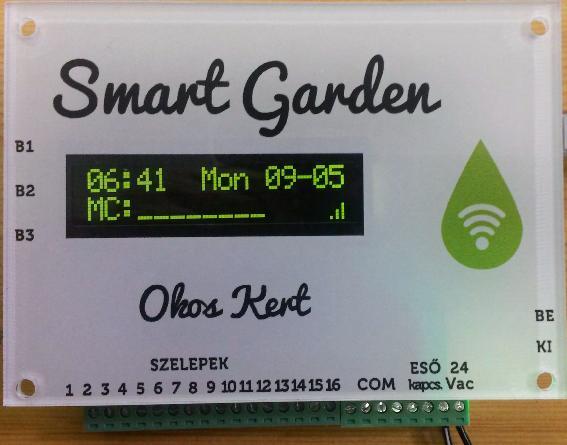 Smart Garden
B1
B2
B3
06:41 Mon 09-05
MC:________
Okos Kert
BE
KI
SZELEPEK
1 2 3 4 5 6 7 8 9 10 11 12 13 14 15 16 COM
ESŐ 24
kapcs. Vac